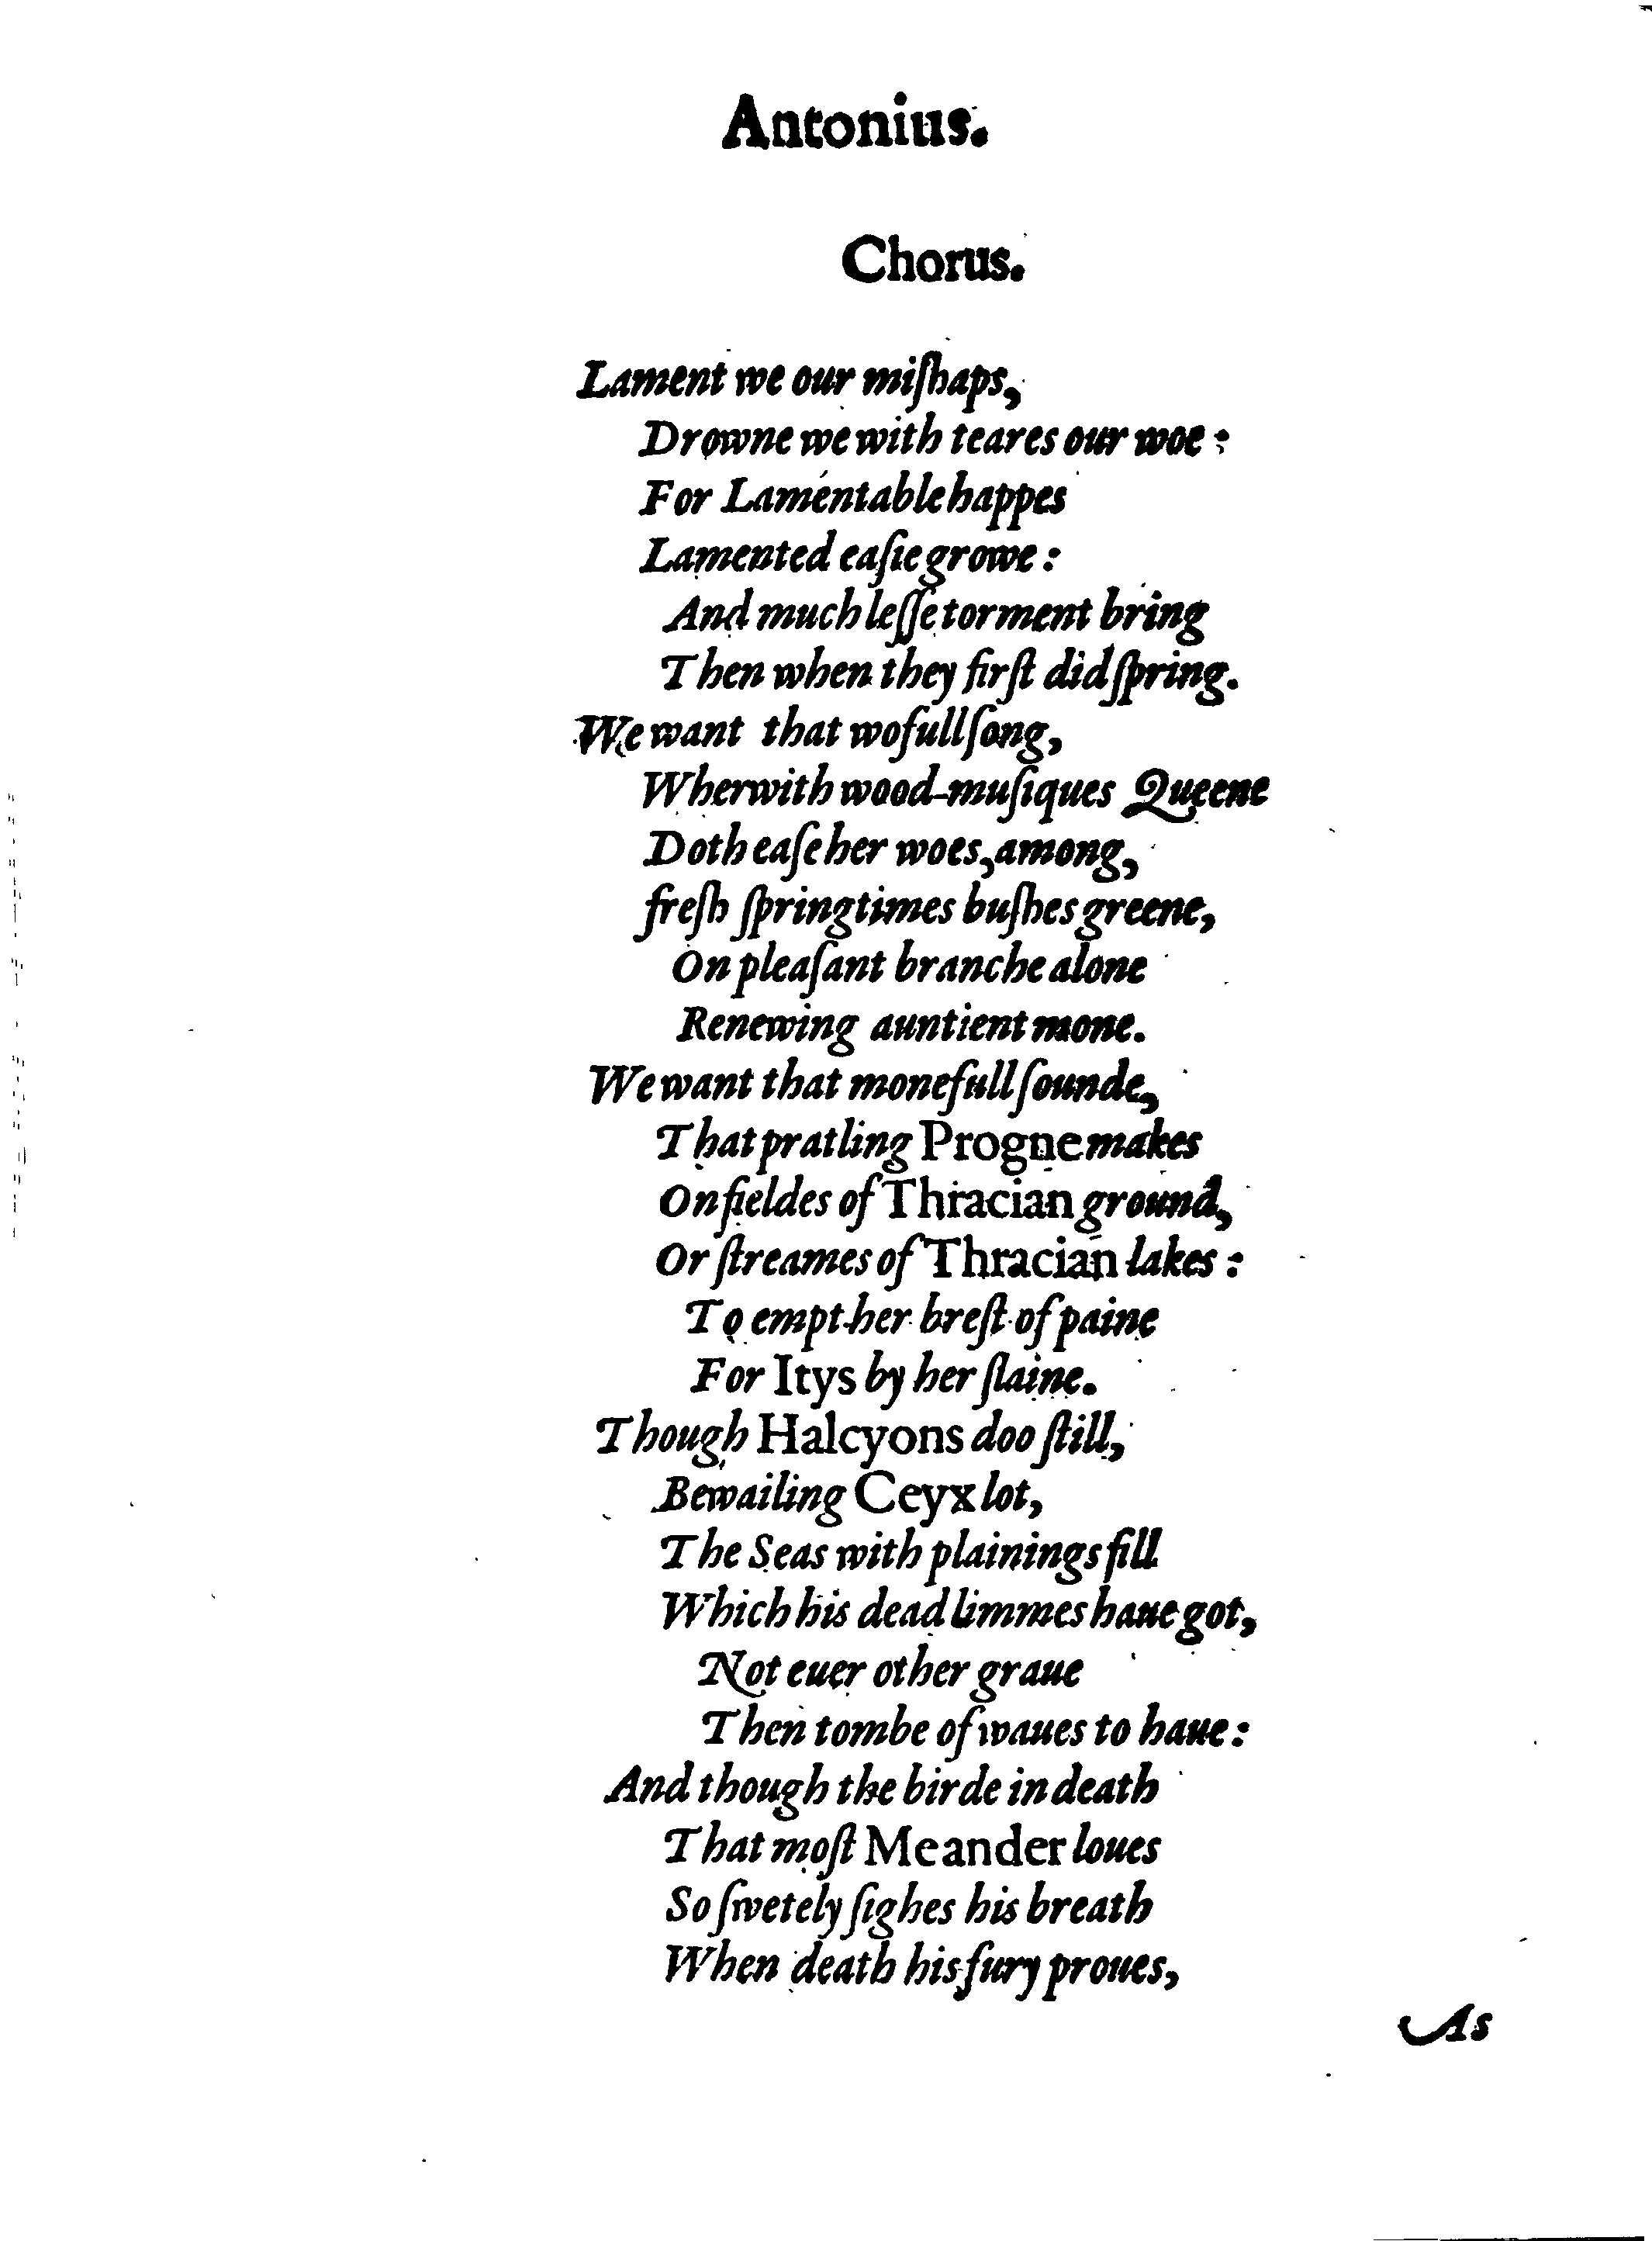 Antonius.
Chorus.
Lament we our miſhaps,
Drowne we with teares our woe:
For Lamentable happes
Lamented eaſie growe:
And much leſſe torment bring
Then when they firſt did ſpring.
We want that wofull ſong,
Wherwith wood-muſiques Queene
Doth eaſe her woes, among,
freſh ſpringtimes buſhes greene,
On pleaſant branche alone
Renewing auntient mone.
We want that monefull ſounde,
That pratling Progne makes
On fieldes of Thracian ground,
Or ſtreames of Thracian lakes:
To empt her breſt of paine
For Itys by her ſlaine.
Though Halcyons doo ſtill,
Bewailing Ceyx lot,
The Seas with plainings fill
Which his dead limmes haue got,
Not euer other graue
Then tombe of waues to haue:
And though the birde in death
That moſt Meander loues
So ſwetely ſighes his breath
When death his fury proues,
As